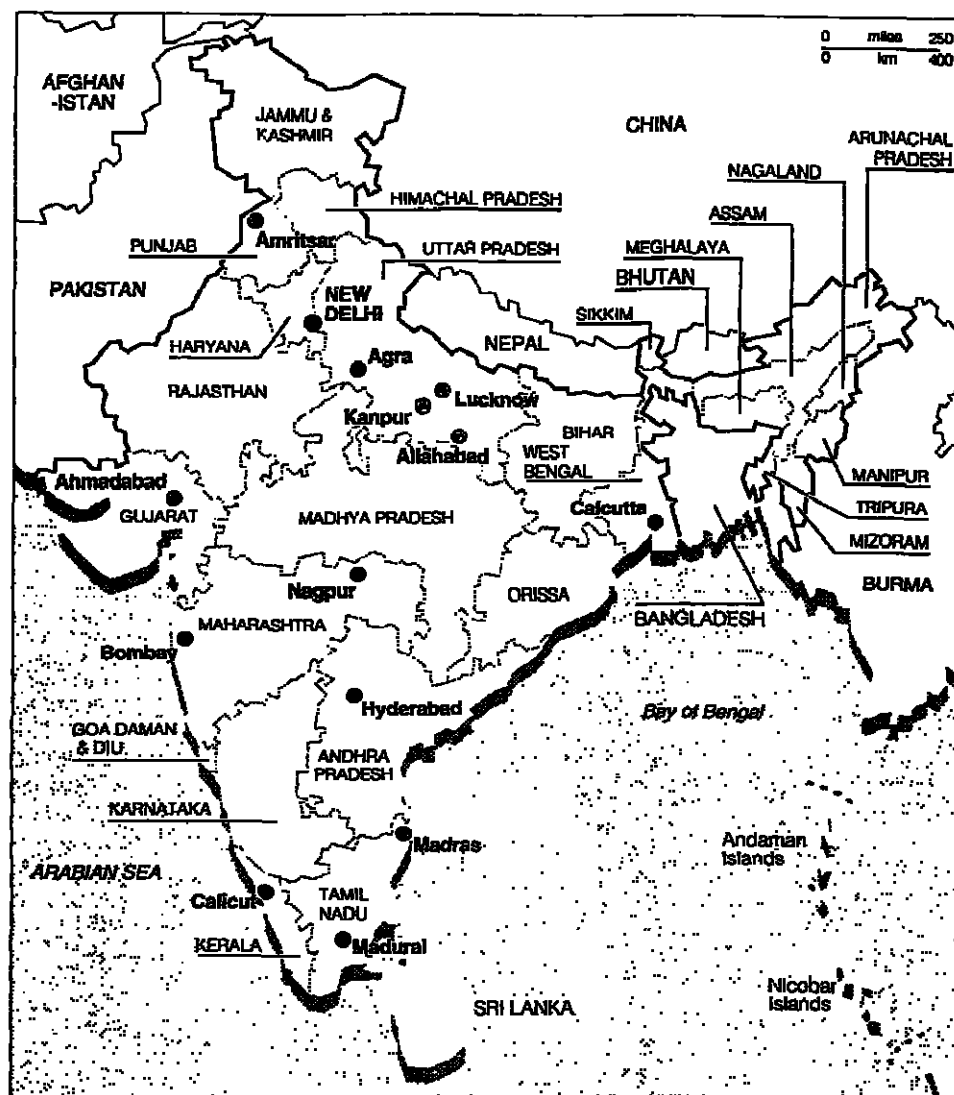 0 miles 250
0 km 400
AFGHAN
-ISTAN
JAMMU &
KASHMIR
CHINA
ARUNACHAL
PRADESH
NAGALAND
HIMACHAL PRADESH
ASSAM
Amritsar
PUNJAB
UTTAR PRADESH
MEGHALAYA
BHUTAN
PAKISTAN
NEW
DELHI
SIKKIM
NEPAL
HARYANA
Agra
RAJASTHAN
Lucknow
Kanpur
BIHAR
Allahabad
WEST
BENGAL
MANIPUR
Ahmedabad
GUJARAT
MADHYA PRADESH
Calcutta
TRIPURA
MIZORAM
Nagpur
ORISSA
BURMA
BANGLADESH
MAHARASHTRA
Bombay
Hyderabad
Bay of Bengal
GOA DAMAN
& DIU
ANDHRA
PRADESH
KARNATAKA
Madras
Andaman
Islands
ARABIAN SEA
Calicut
TAMIL
NADU
KERALA
Madurai
Nicobar
Islands
SRI LANKA